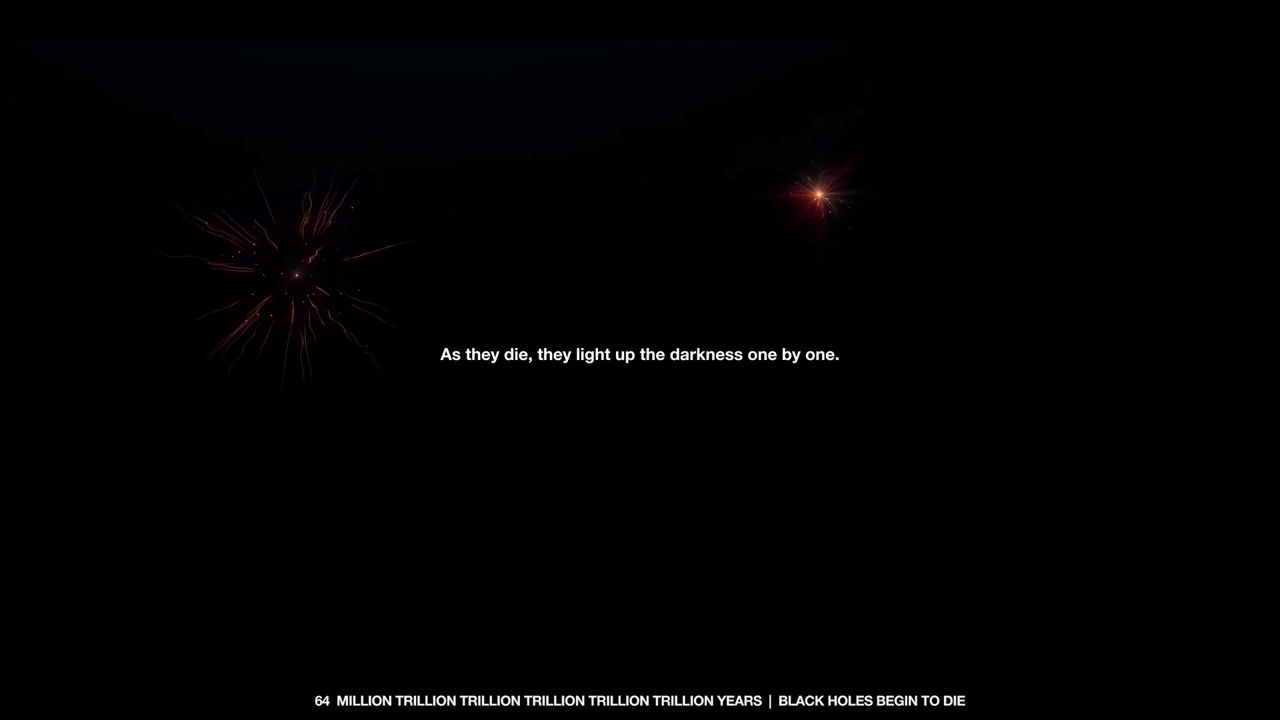 As they die, they light up the darkness one by one.
64 MILLION TRILLION TRILLION TRILLION TRILLION TRILLION YEARS | BLACK HOLES BEGIN TO DIE